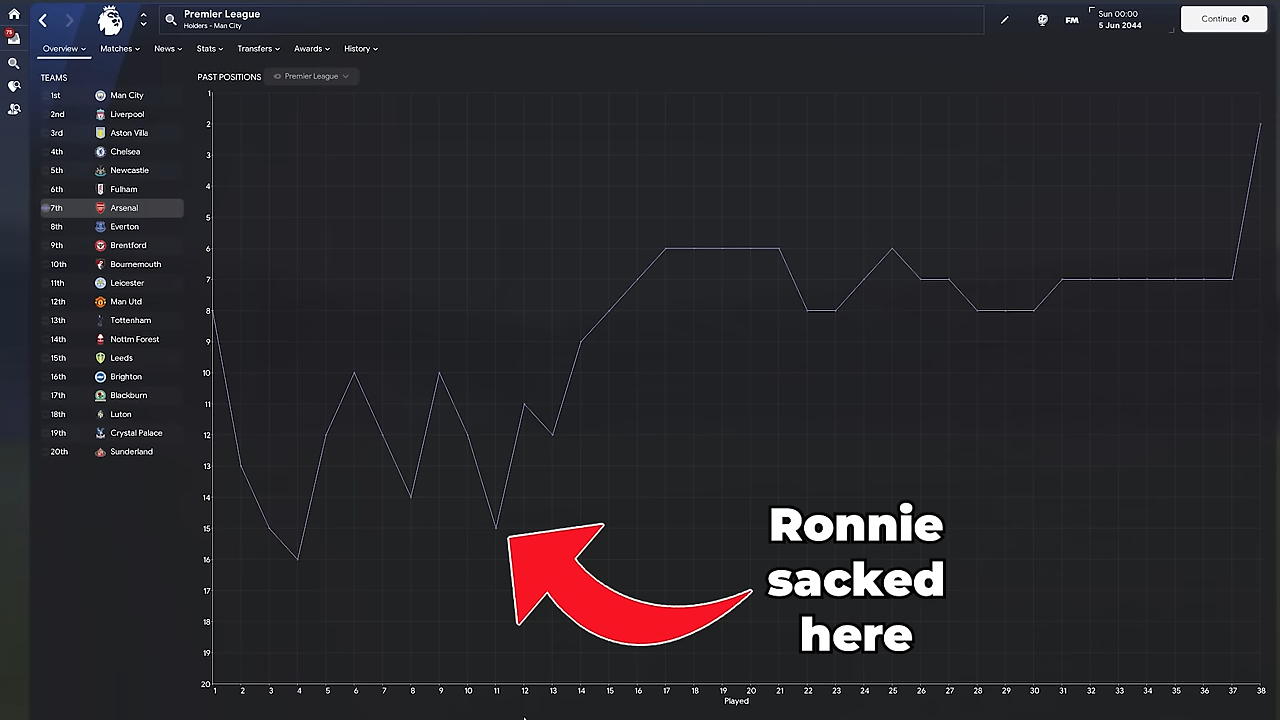 Premier League
Holders - Man City
Sun 00:00
5 Jun 2044
FM
Continue
78
Overview
Matches
News
Stats
Transfers
Awards
History
TEAMS
1st Man City
2nd Liverpool
3rd Aston Villa
4th Chelsea
5th Newcastle
6th Fulham
7th Arsenal
8th Everton
9th Brentford
10th Bournemouth
11th Leicester
12th Man Utd
13th Tottenham
14th Nottm Forest
15th Leeds
16th Brighton
17th Blackburn
18th Luton
19th Crystal Palace
20th Sunderland
PAST POSITIONS Premier League
1
2
3
4
5
6
7
8
9
10
11
12
13
14
15
16
17
18
19
20
1 2 3 4 5 6 7 8 9 10 11 12 13 14 15 16 17 18 19 20 21 22 23 24 25 26 27 28 29 30 31 32 33 34 35 36 37 38
Played
Ronnie
sacked
here